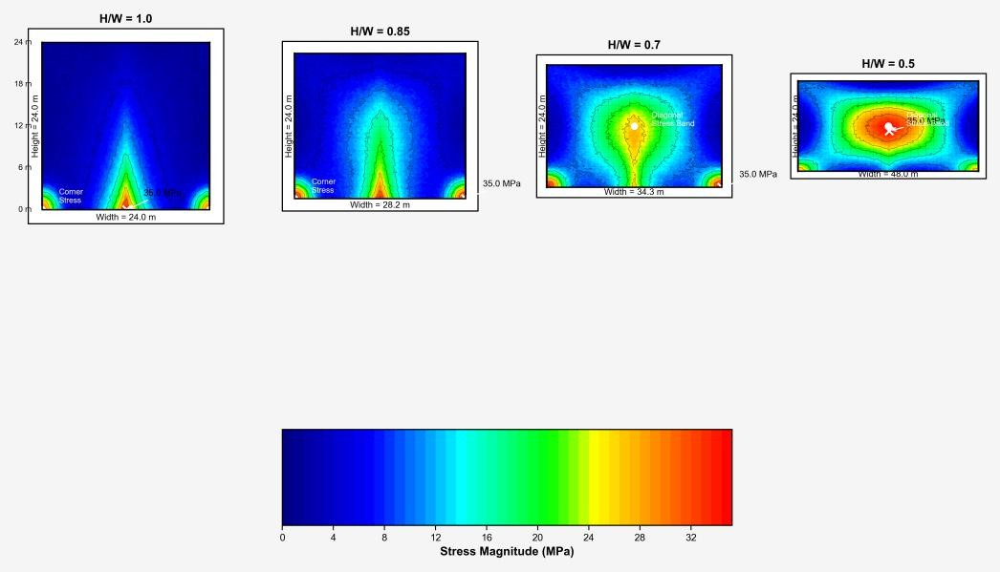 H/W = 1.0
24 m
18 m
12 m
6 m
0 m
Height = 24.0 m
Corner
Stress
35.0 MPa
Width = 24.0 m
H/W = 0.85
Height = 24.0 m
Corner
Stress
35.0 MPa
Width = 28.2 m
H/W = 0.7
Height = 24.0 m
Diagonal
Stress Band
35.0 MPa
Width = 34.3 m
H/W = 0.5
Height = 24.0 m
35.0 MPa
Width = 48.0 m
0 4 8 12 16 20 24 28 32
Stress Magnitude (MPa)